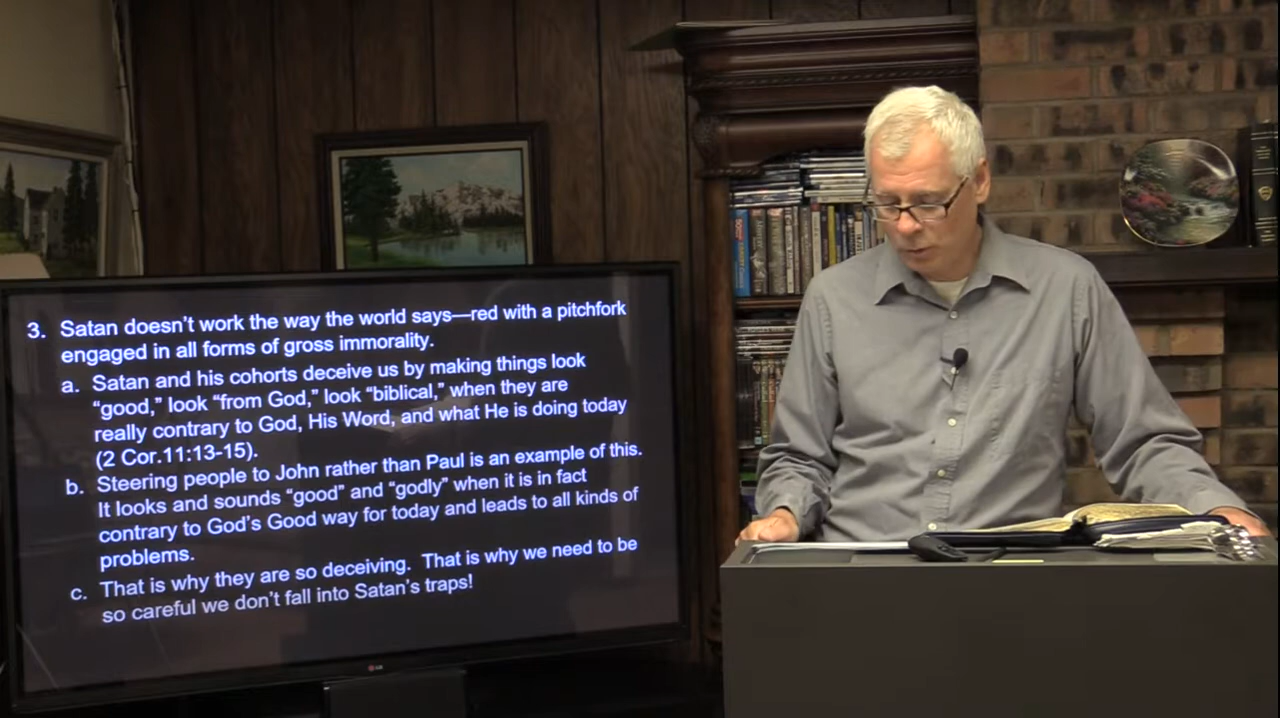 3. Satan doesn't work the way the world says—red with a pitchfork
engaged in all forms of gross immorality.
a. Satan and his cohorts deceive us by making things look
"good," look "from God," look "biblical," when they are
really contrary to God, His Word, and what He is doing today
(2 Cor.11:13-15).
b. Steering people to John rather than Paul is an example of this.
It looks and sounds "good" and "godly" when it is in fact
contrary to God's Good way for today and leads to all kinds of
problems.
c. That is why they are so deceiving. That is why we need to be
so careful we don't fall into Satan's traps!
LG